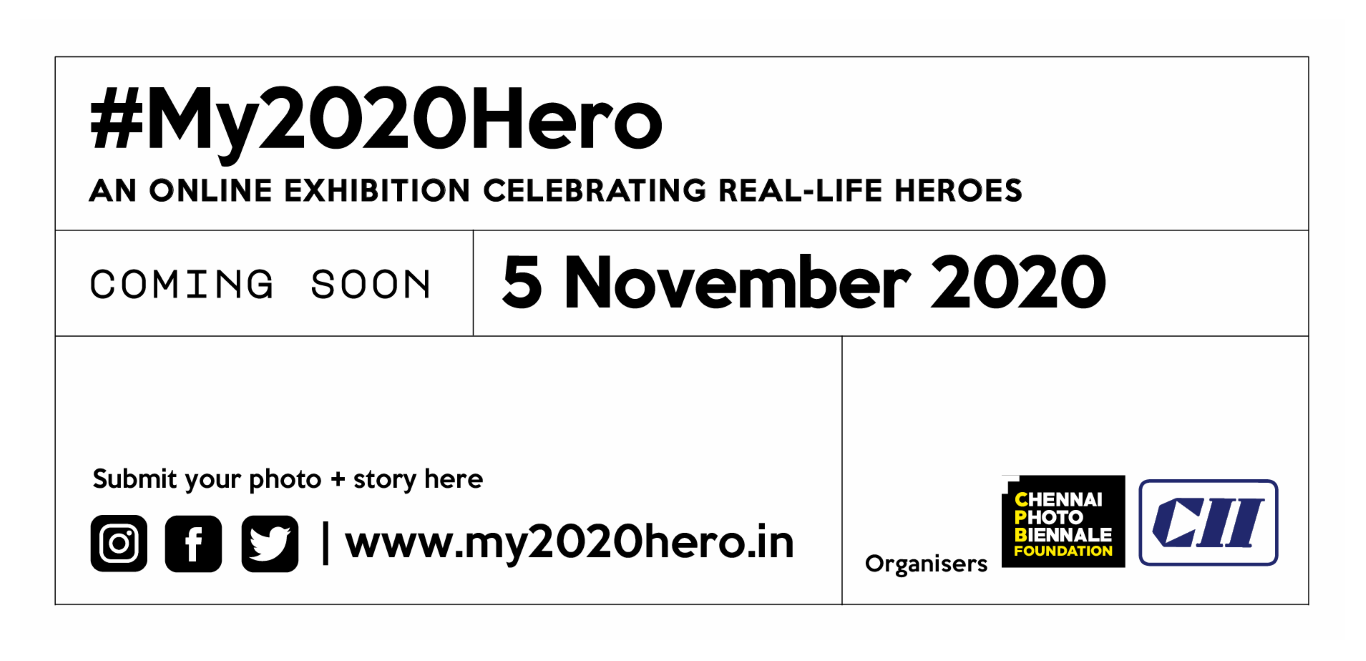 #My2020Hero
AN ONLINE EXHIBITION CELEBRATING REAL-LIFE HEROES
COMING SOON
5 November 2020
Submit your photo + story here
| www.my2020hero.in
Organisers
CHENNAI
PHOTO
BIENNALE
FOUNDATION
CII